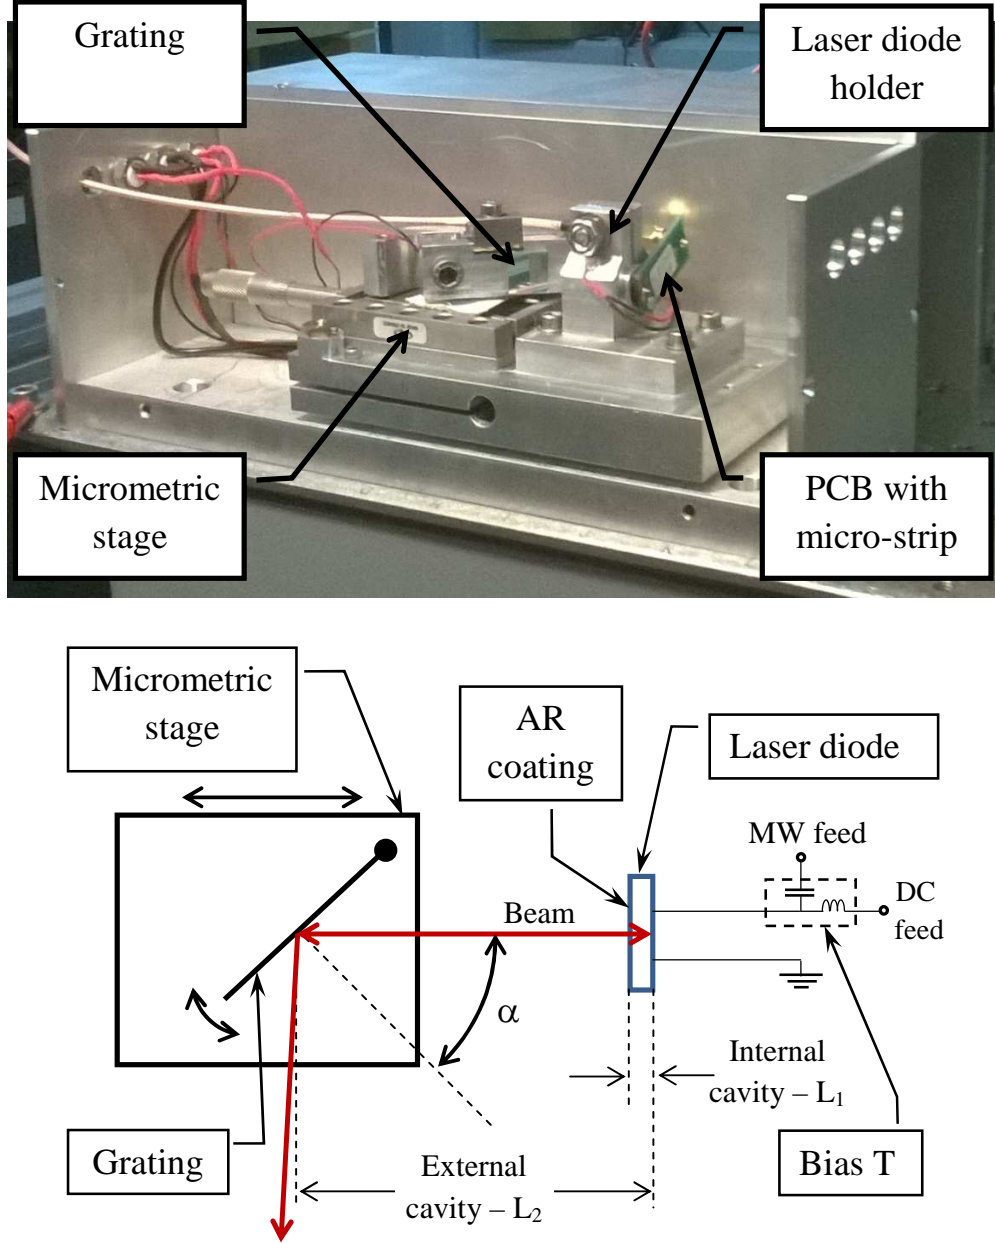 Grating
Laser diode
holder
Micrometric
stage
PCB with
micro-strip
Micrometric
stage
AR
coating
Laser diode
MW feed
DC
feed
Beam
α
Internal
cavity – L₁
Grating
External
cavity – L₂
Bias T